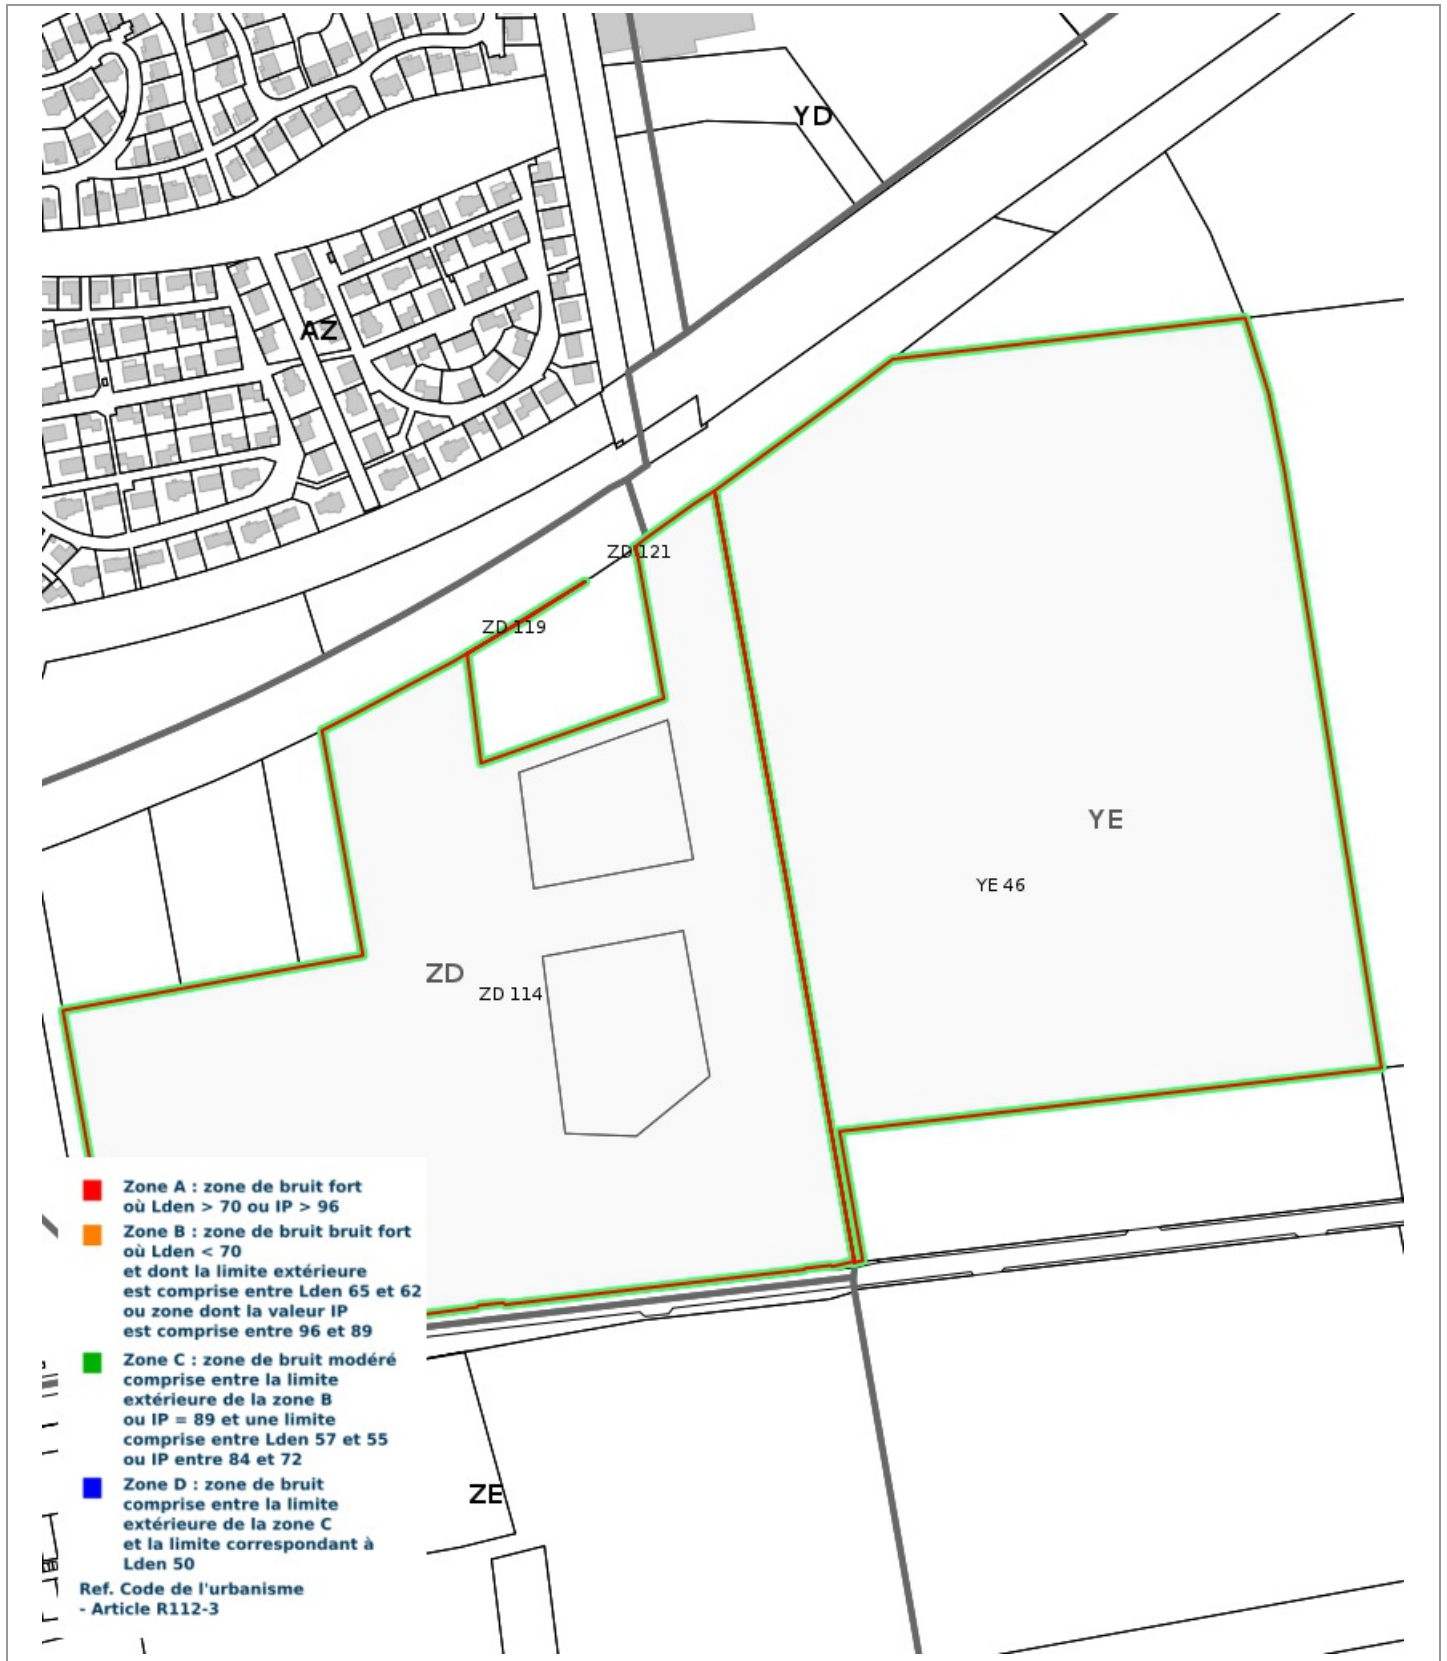 YD
AZ
ZD 121
ZD 119
YE
YE 46
ZD
ZD 114
Zone A : zone de bruit fort
où Lden > 70 ou IP > 96
Zone B : zone de bruit bruit fort
où Lden < 70
et dont la limite extérieure
est comprise entre Lden 65 et 62
ou zone dont la valeur IP
est comprise entre 96 et 89
Zone C : zone de bruit modéré
comprise entre la limite
extérieure de la zone B
ou IP = 89 et une limite
comprise entre Lden 57 et 55
ou IP entre 84 et 72
Zone D : zone de bruit
comprise entre la limite
extérieure de la zone C
et la limite correspondant à
Lden 50
Ref. Code de l'urbanisme
- Article R112-3
ZE